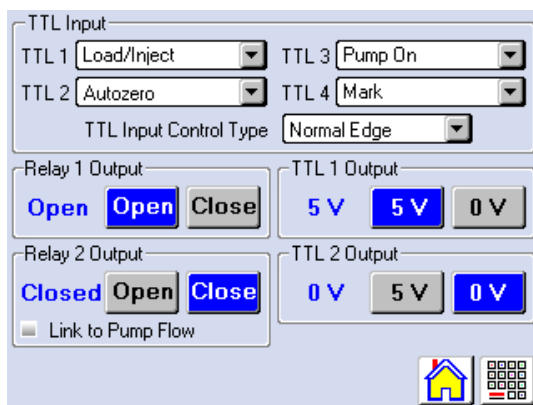 TTL Input
TTL 1 Load/Inject TTL 3 Pump On
TTL 2 Autozero TTL 4 Mark
TTL Input Control Type Normal Edge
Relay 1 Output TTL 1 Output
Open Open Close 5 V 5 V 0 V
Relay 2 Output TTL 2 Output
Closed Open Close 0 V 5 V 0 V
Link to Pump Flow